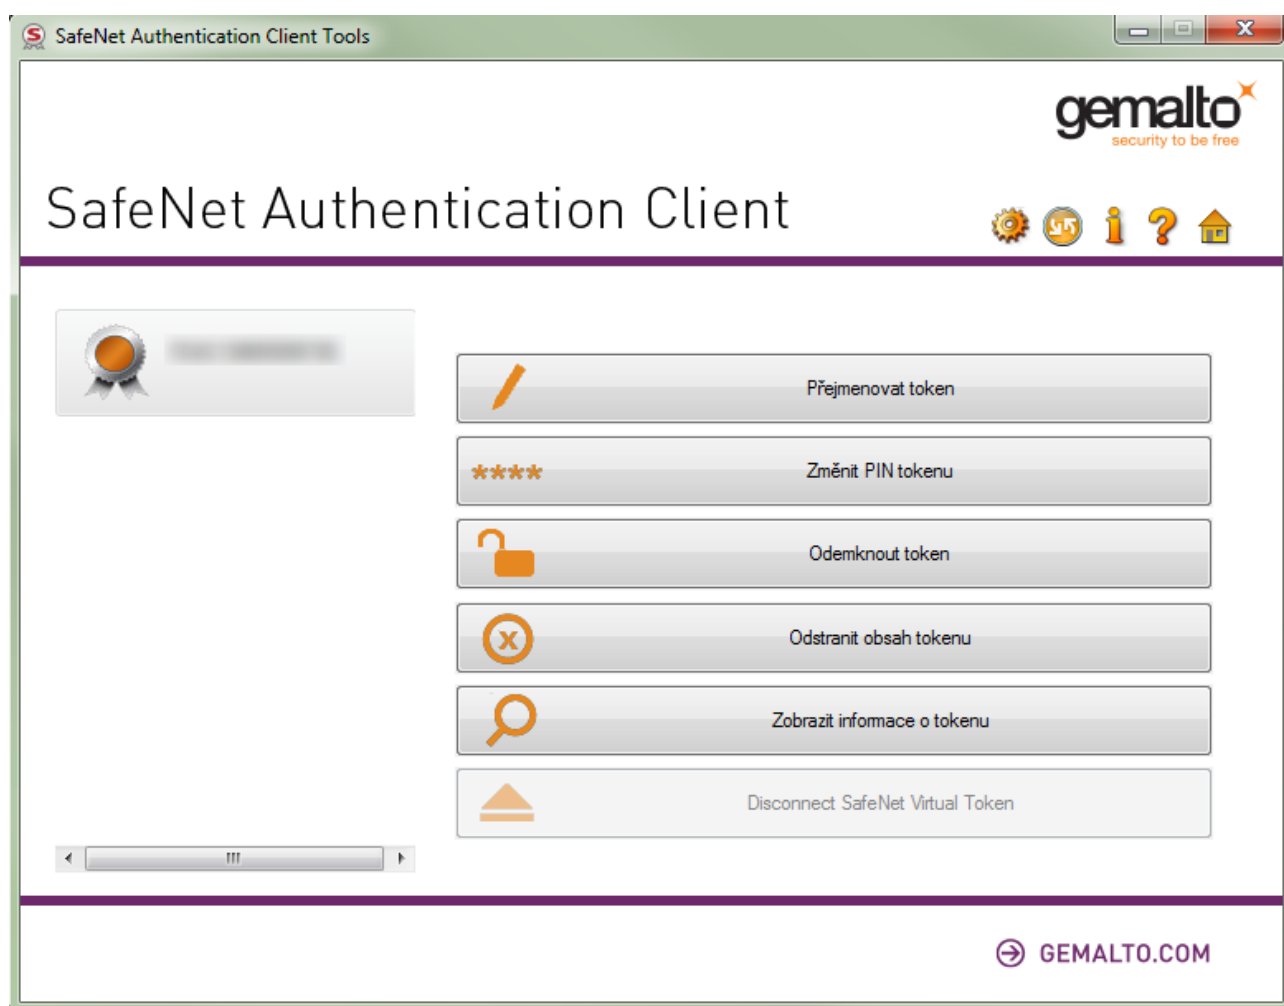 SafeNet Authentication Client Tools
gemalto
security to be free
SafeNet Authentication Client
Přejmenovat token
**** Změnit PIN tokenu
Odemknout token
Odstranit obsah tokenu
Zobrazit informace o tokenu
Disconnect SafeNet Virtual Token
GEMALTO.COM